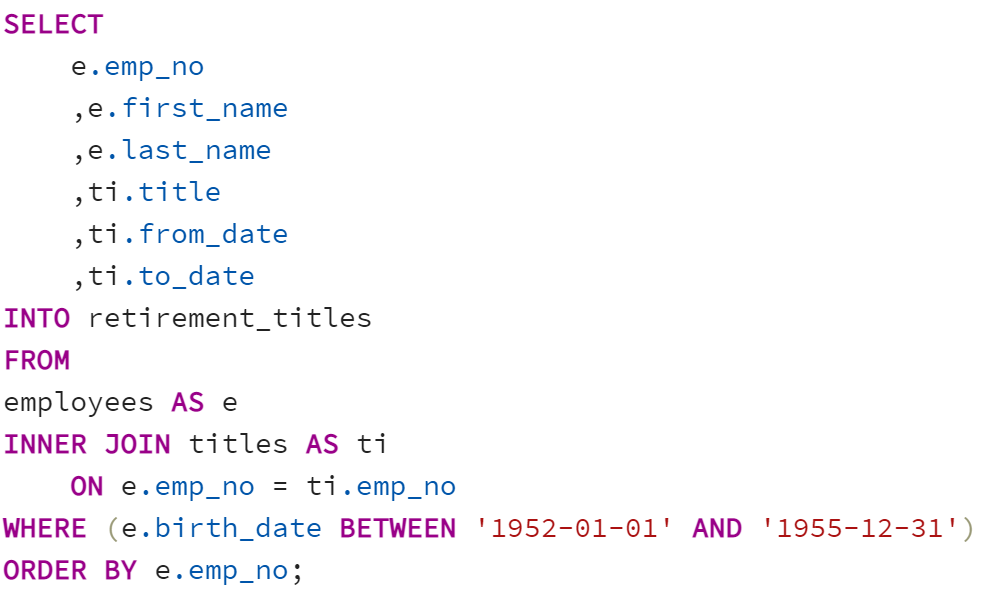 SELECT
    e.emp_no
    ,e.first_name
    ,e.last_name
    ,ti.title
    ,ti.from_date
    ,ti.to_date
INTO retirement_titles
FROM
employees AS e
INNER JOIN titles AS ti
    ON e.emp_no = ti.emp_no
WHERE (e.birth_date BETWEEN '1952-01-01' AND '1955-12-31')
ORDER BY e.emp_no;